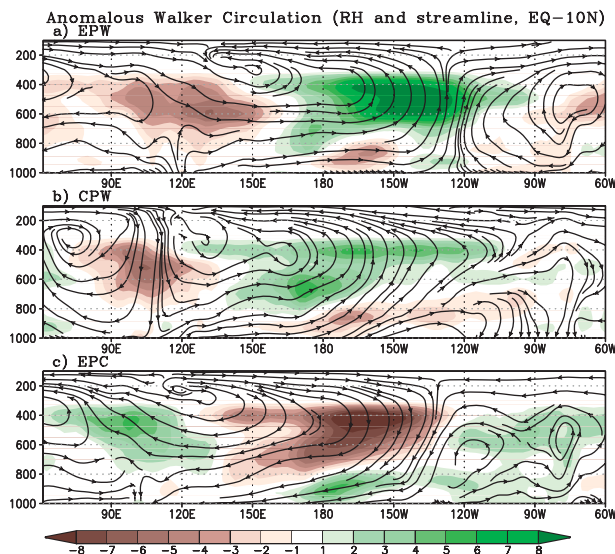 Anomalous Walker Circulation (RH and streamline, EQ-10N)
a) EPW
200
400
600
800
1000
90E 120E 150E 180 150W 120W 90W 60W
b) CPW
200
400
600
800
1000
90E 120E 150E 180 150W 120W 90W 60W
c) EPC
200
400
600
800
1000
90E 120E 150E 180 150W 120W 90W 60W
-8 -7 -6 -5 -4 -3 -2 -1 1 2 3 4 5 6 7 8